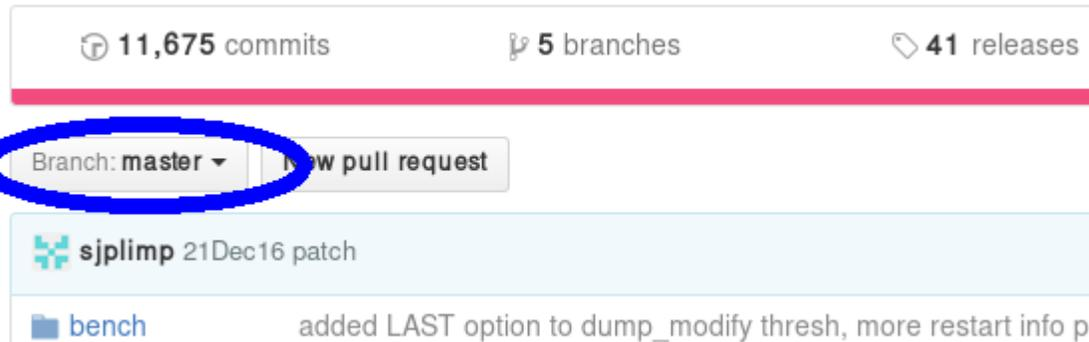 11,675 commits 5 branches 41 releases
Branch: master New pull request
sjplimp 21Dec16 patch
bench added LAST option to dump_modify thresh, more restart info p